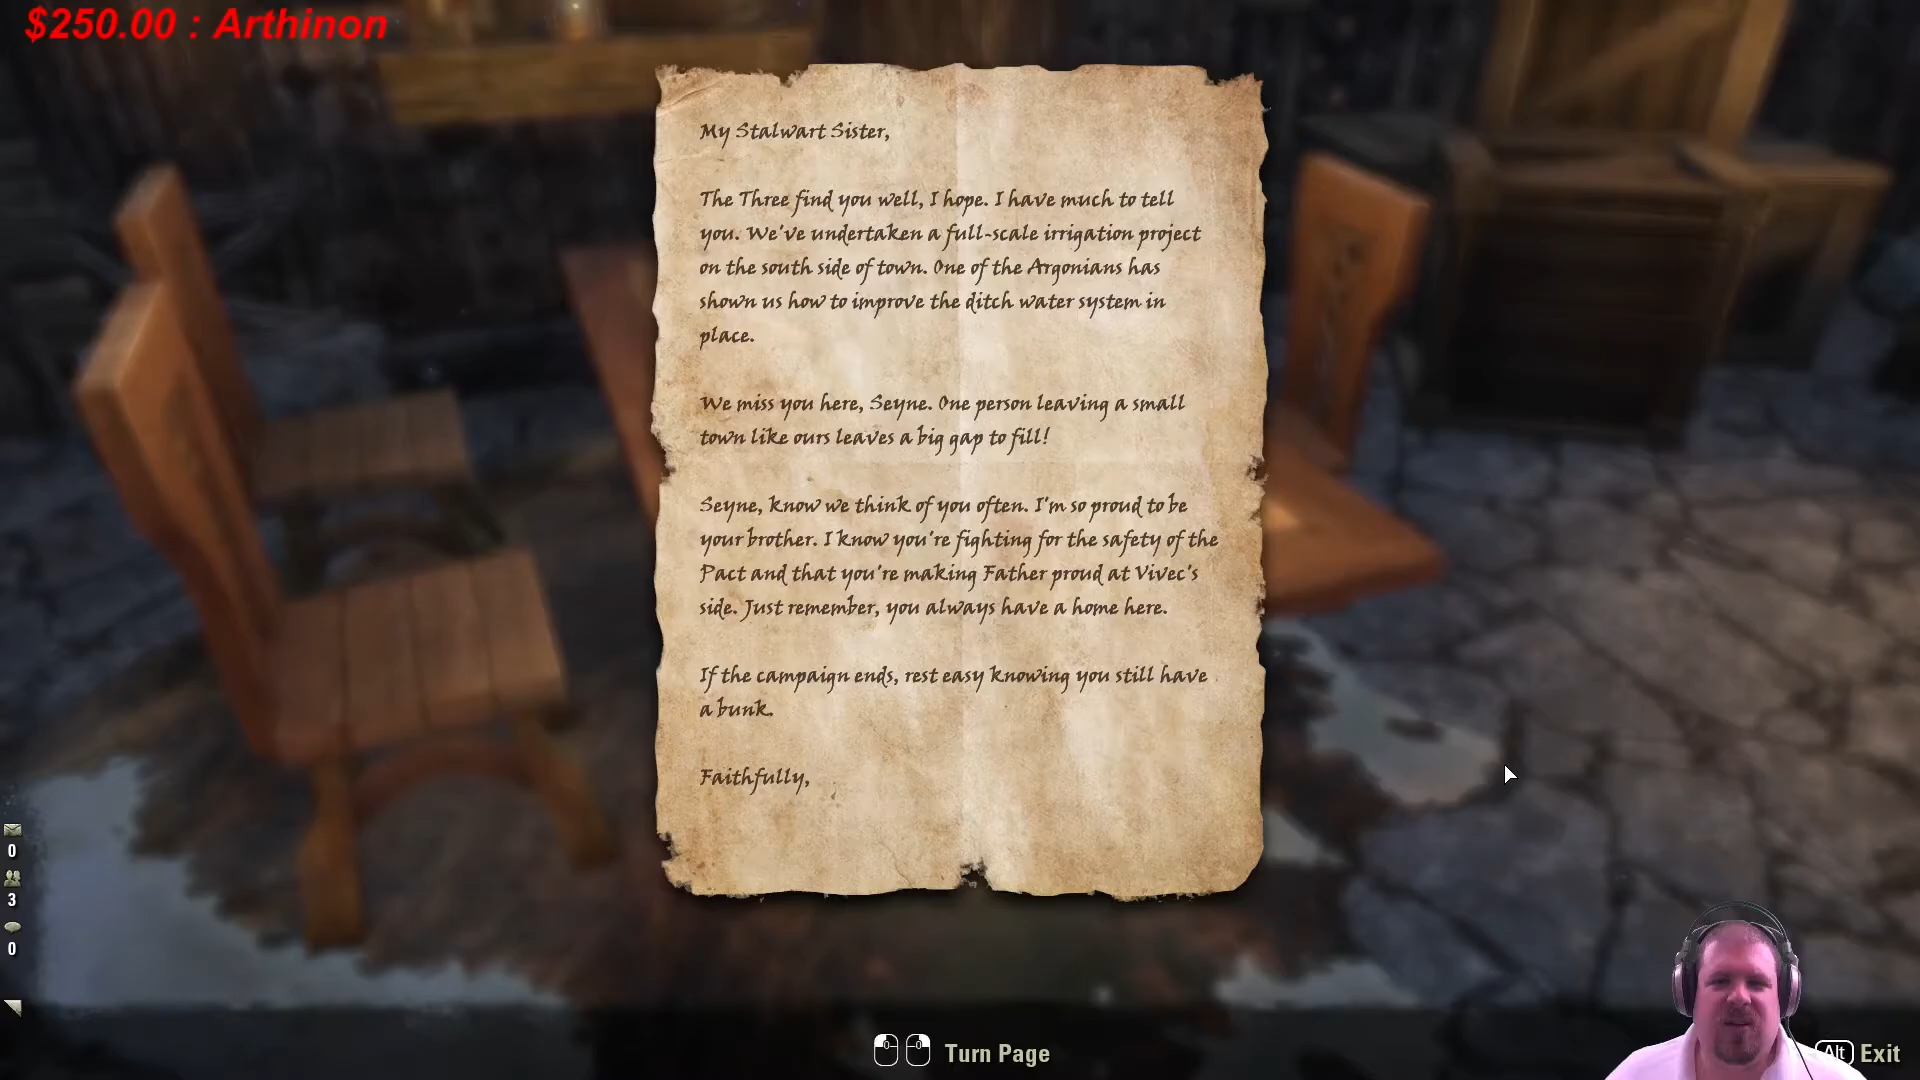 $250.00 : Arthinon
My Stalwart Sister,
The Three find you well, I hope. I have much to tell
you. We've undertaken a full-scale irrigation project
on the south side of town. One of the Argonians has
shown us how to improve the ditch water system in
place.
We miss you here, Seyne. One person leaving a small
town like ours leaves a big gap to fill!
Seyne, know we think of you often. I'm so proud to be
your brother. I know you're fighting for the safety of the
Pact and that you're making Father proud at Vivec's
side. Just remember, you always have a home here.
If the campaign ends, rest easy knowing you still have
a bunk.
Faithfully,
0
3
0
Turn Page
Alt Exit